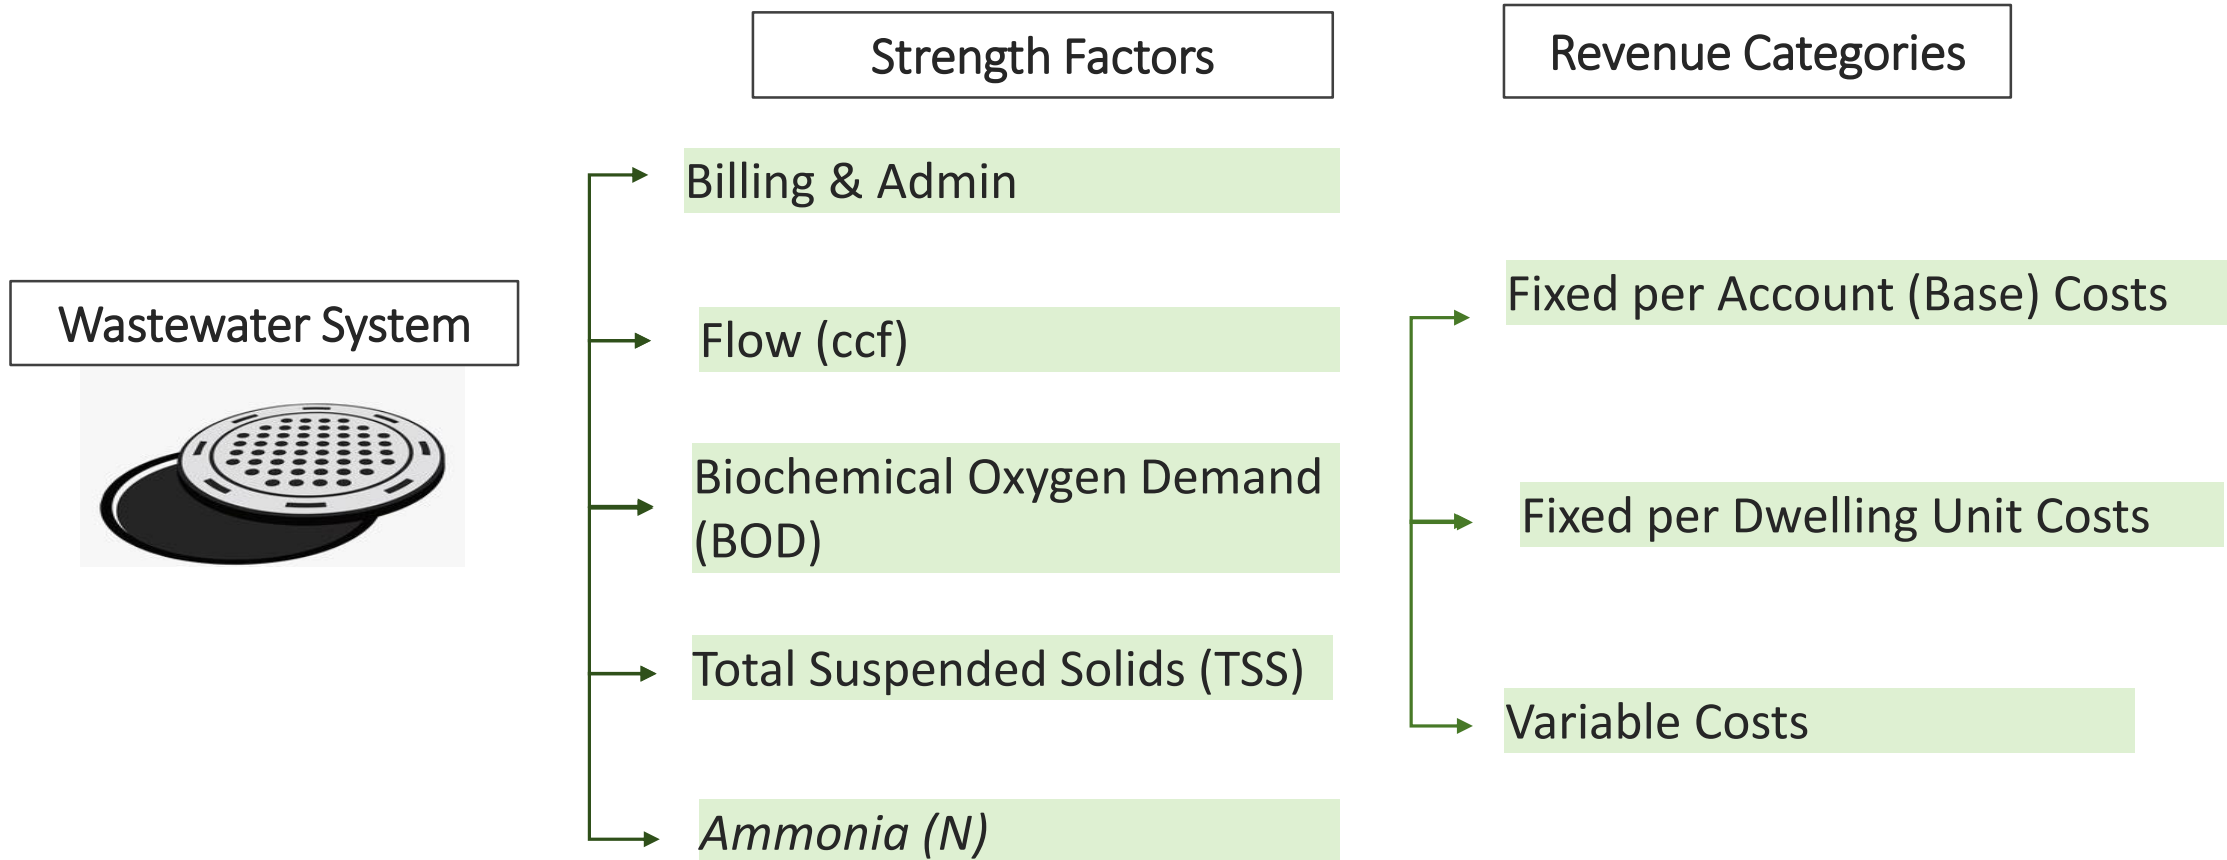 Strength Factors
Revenue Categories
Wastewater System
Billing & Admin
Flow (ccf)
Biochemical Oxygen Demand
(BOD)
Total Suspended Solids (TSS)
Ammonia (N)
Fixed per Account (Base) Costs
Fixed per Dwelling Unit Costs
Variable Costs